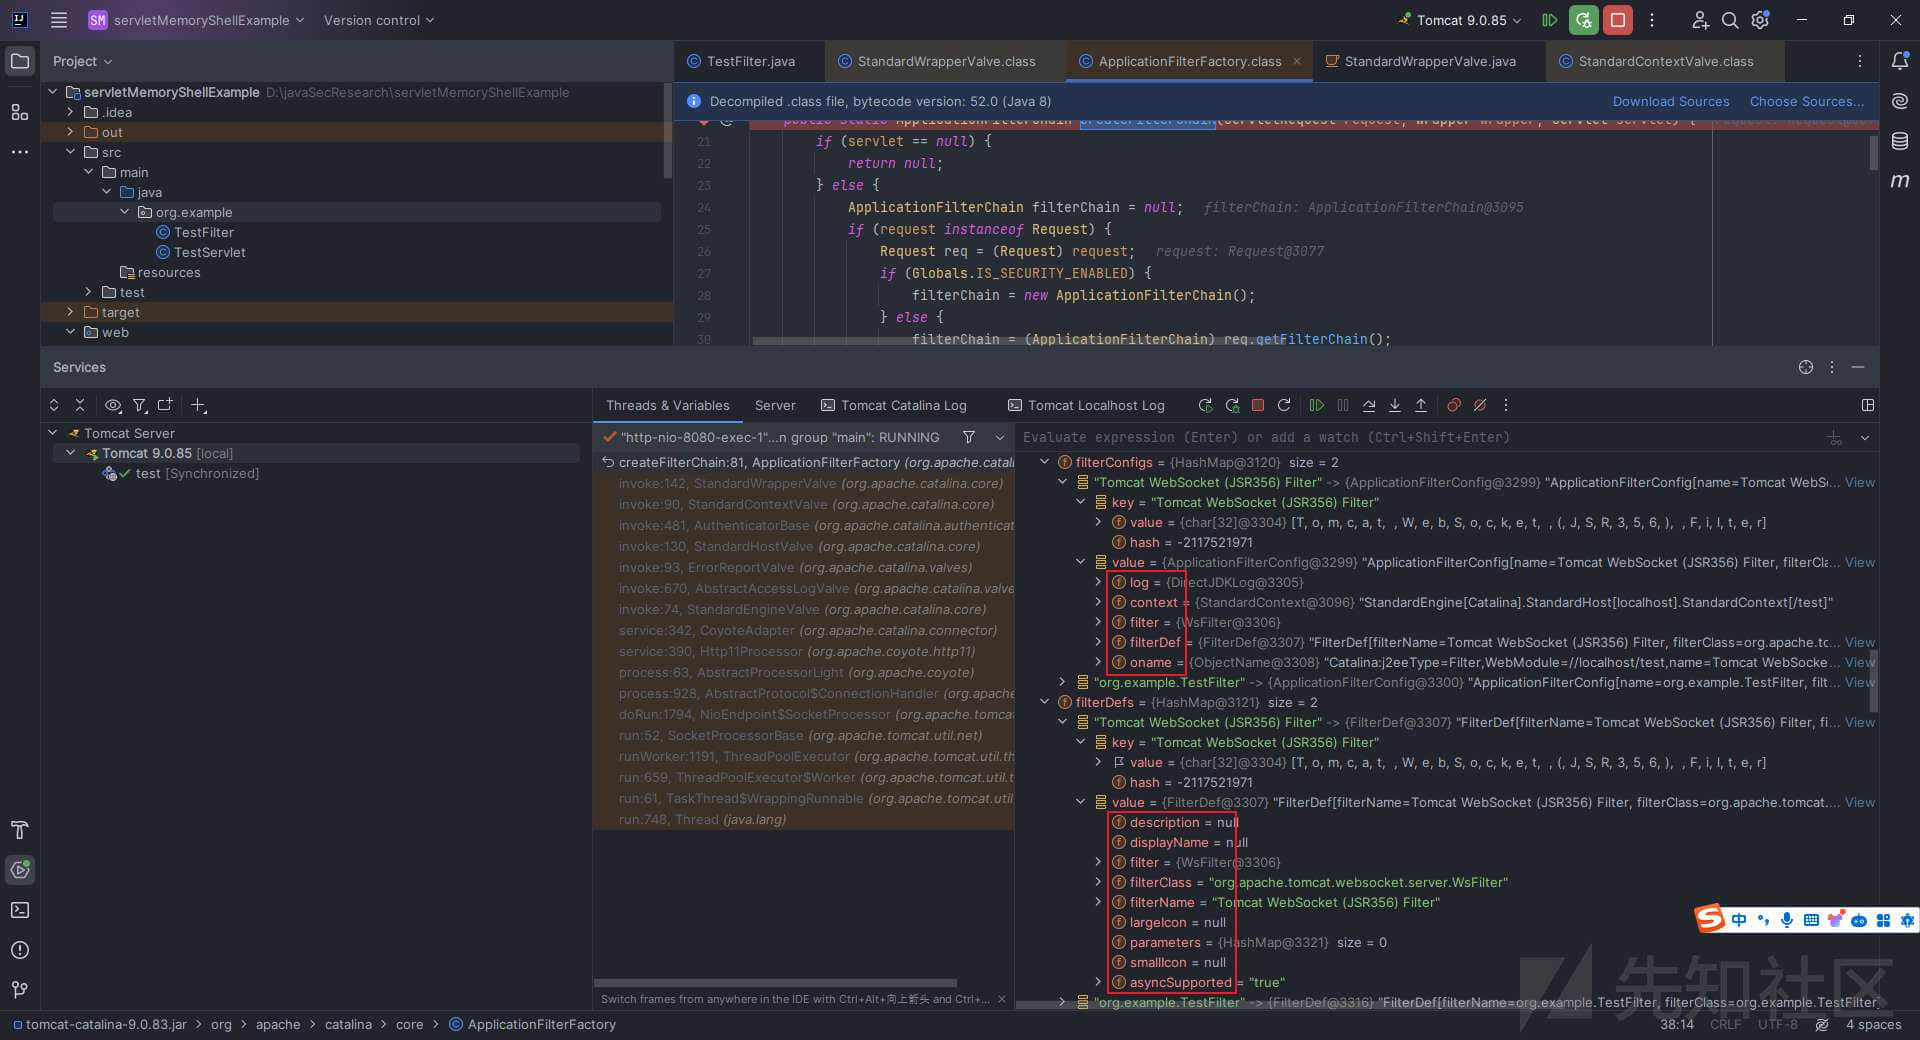 SM servletMemoryShellExample Version control Tomcat 9.0.85
Project
TestFilter.java StandardWrapperValve.class ApplicationFilterFactory.class StandardWrapperValve.java StandardContextValve.class
servletMemoryShellExample D:\javaSecResearch\servletMemoryShellExample
.idea
out
src
main
java
org.example
TestFilter
TestServlet
resources
test
target
web
Decompiled .class file, bytecode version: 52.0 (Java 8) Download Sources Choose Sources...
public static ApplicationFilterChain createFilterChain(ServletRequest request, Wrapper wrapper, Servlet servlet) {
21 if (servlet == null) {
22 return null;
23 } else {
24 ApplicationFilterChain filterChain = null; filterChain: ApplicationFilterChain@3095
25 if (request instanceof Request) {
26 Request req = (Request) request; request: Request@3077
27 if (Globals.IS_SECURITY_ENABLED) {
28 filterChain = new ApplicationFilterChain();
29 } else {
30 filterChain = (ApplicationFilterChain) req.getFilterChain();
Services
Tomcat Server
Tomcat 9.0.85 [local]
test [Synchronized]
Threads & Variables Server Tomcat Catalina Log Tomcat Localhost Log
"http-nio-8080-exec-1"...n group "main": RUNNING
createFilterChain:81, ApplicationFilterFactory (org.apache.catali
invoke:142, StandardWrapperValve (org.apache.catalina.core)
invoke:90, StandardContextValve (org.apache.catalina.core)
invoke:481, AuthenticatorBase (org.apache.catalina.authenticat
invoke:130, StandardHostValve (org.apache.catalina.core)
invoke:93, ErrorReportValve (org.apache.catalina.valves)
invoke:670, AbstractAccessLogValve (org.apache.catalina.valve
invoke:74, StandardEngineValve (org.apache.catalina.core)
service:342, CoyoteAdapter (org.apache.catalina.connector)
service:390, Http11Processor (org.apache.coyote.http11)
process:63, AbstractProcessorLight (org.apache.coyote)
process:928, AbstractProtocol$ConnectionHandler (org.apache
doRun:1794, NioEndpoint$SocketProcessor (org.apache.tomcat
run:52, SocketProcessorBase (org.apache.tomcat.util.net)
runWorker:1191, ThreadPoolExecutor (org.apache.tomcat.util.th
run:659, ThreadPoolExecutor$Worker (org.apache.tomcat.util.t
run:61, TaskThread$WrappingRunnable (org.apache.tomcat.util
run:748, Thread (java.lang)
Switch frames from anywhere in the IDE with Ctrl+Alt+向上箭头 and Ctrl+...
Evaluate expression (Enter) or add a watch (Ctrl+Shift+Enter)
filterConfigs = {HashMap@3120} size = 2
"Tomcat WebSocket (JSR356) Filter" -> {ApplicationFilterConfig@3299} "ApplicationFilterConfig[name=Tomcat WebSo... View
key = "Tomcat WebSocket (JSR356) Filter"
value = {char[32]@3304} [T, o, m, c, a, t, , W, e, b, S, o, c, k, e, t, , (, J, S, R, 3, 5, 6, ), , F, i, l, t, e, r]
hash = -2117521971
value = {ApplicationFilterConfig@3299} "ApplicationFilterConfig[name=Tomcat WebSocket (JSR356) Filter, filterCla... View
log = {DirectJDKLog@3305}
context = {StandardContext@3096} "StandardEngine[Catalina].StandardHost[localhost].StandardContext[/test]"
filter = {WsFilter@3306}
filterDef = {FilterDef@3307} "FilterDef[filterName=Tomcat WebSocket (JSR356) Filter, filterClass=org.apache.tc... View
oname = {ObjectName@3308} "Catalina:j2eeType=Filter,WebModule=//localhost/test,name=Tomcat WebSocke... View
"org.example.TestFilter" -> {ApplicationFilterConfig@3300} "ApplicationFilterConfig[name=org.example.TestFilter, filt... View
filterDefs = {HashMap@3121} size = 2
"Tomcat WebSocket (JSR356) Filter" -> {FilterDef@3307} "FilterDef[filterName=Tomcat WebSocket (JSR356) Filter, fi... View
key = "Tomcat WebSocket (JSR356) Filter"
value = {char[32]@3304} [T, o, m, c, a, t, , W, e, b, S, o, c, k, e, t, , (, J, S, R, 3, 5, 6, ), , F, i, l, t, e, r]
hash = -2117521971
value = {FilterDef@3307} "FilterDef[filterName=Tomcat WebSocket (JSR356) Filter, filterClass=org.apache.tomcat.... View
description = null
displayName = null
filter = {WsFilter@3306}
filterClass = "org.apache.tomcat.websocket.server.WsFilter"
filterName = "Tomcat WebSocket (JSR356) Filter"
largeIcon = null
parameters = {HashMap@3321} size = 0
smallIcon = null
asyncSupported = "true"
"org.example.TestFilter" -> {FilterDef@3316} "FilterDef[filterName=org.example.TestFilter, filterClass=org.example.TestFilter
中
先知社区
tomcat-catalina-9.0.83.jar > org > apache > catalina > core > ApplicationFilterFactory 38:14 CRLF UTF-8 4 spaces